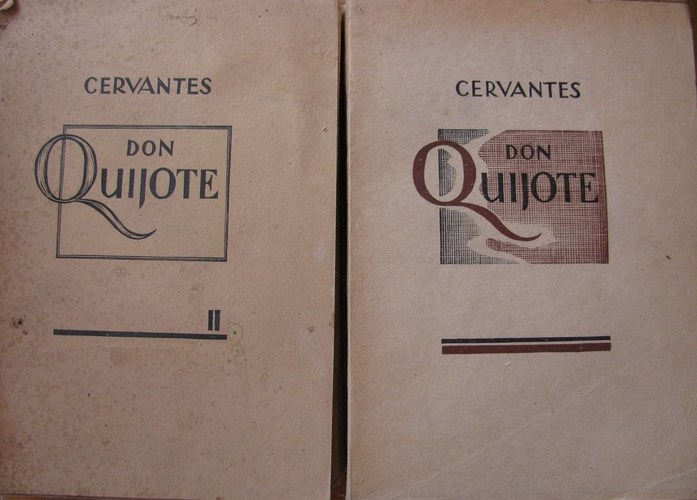 CERVANTES
DON
QUIJOTE
II
CERVANTES
DON
QUIJOTE